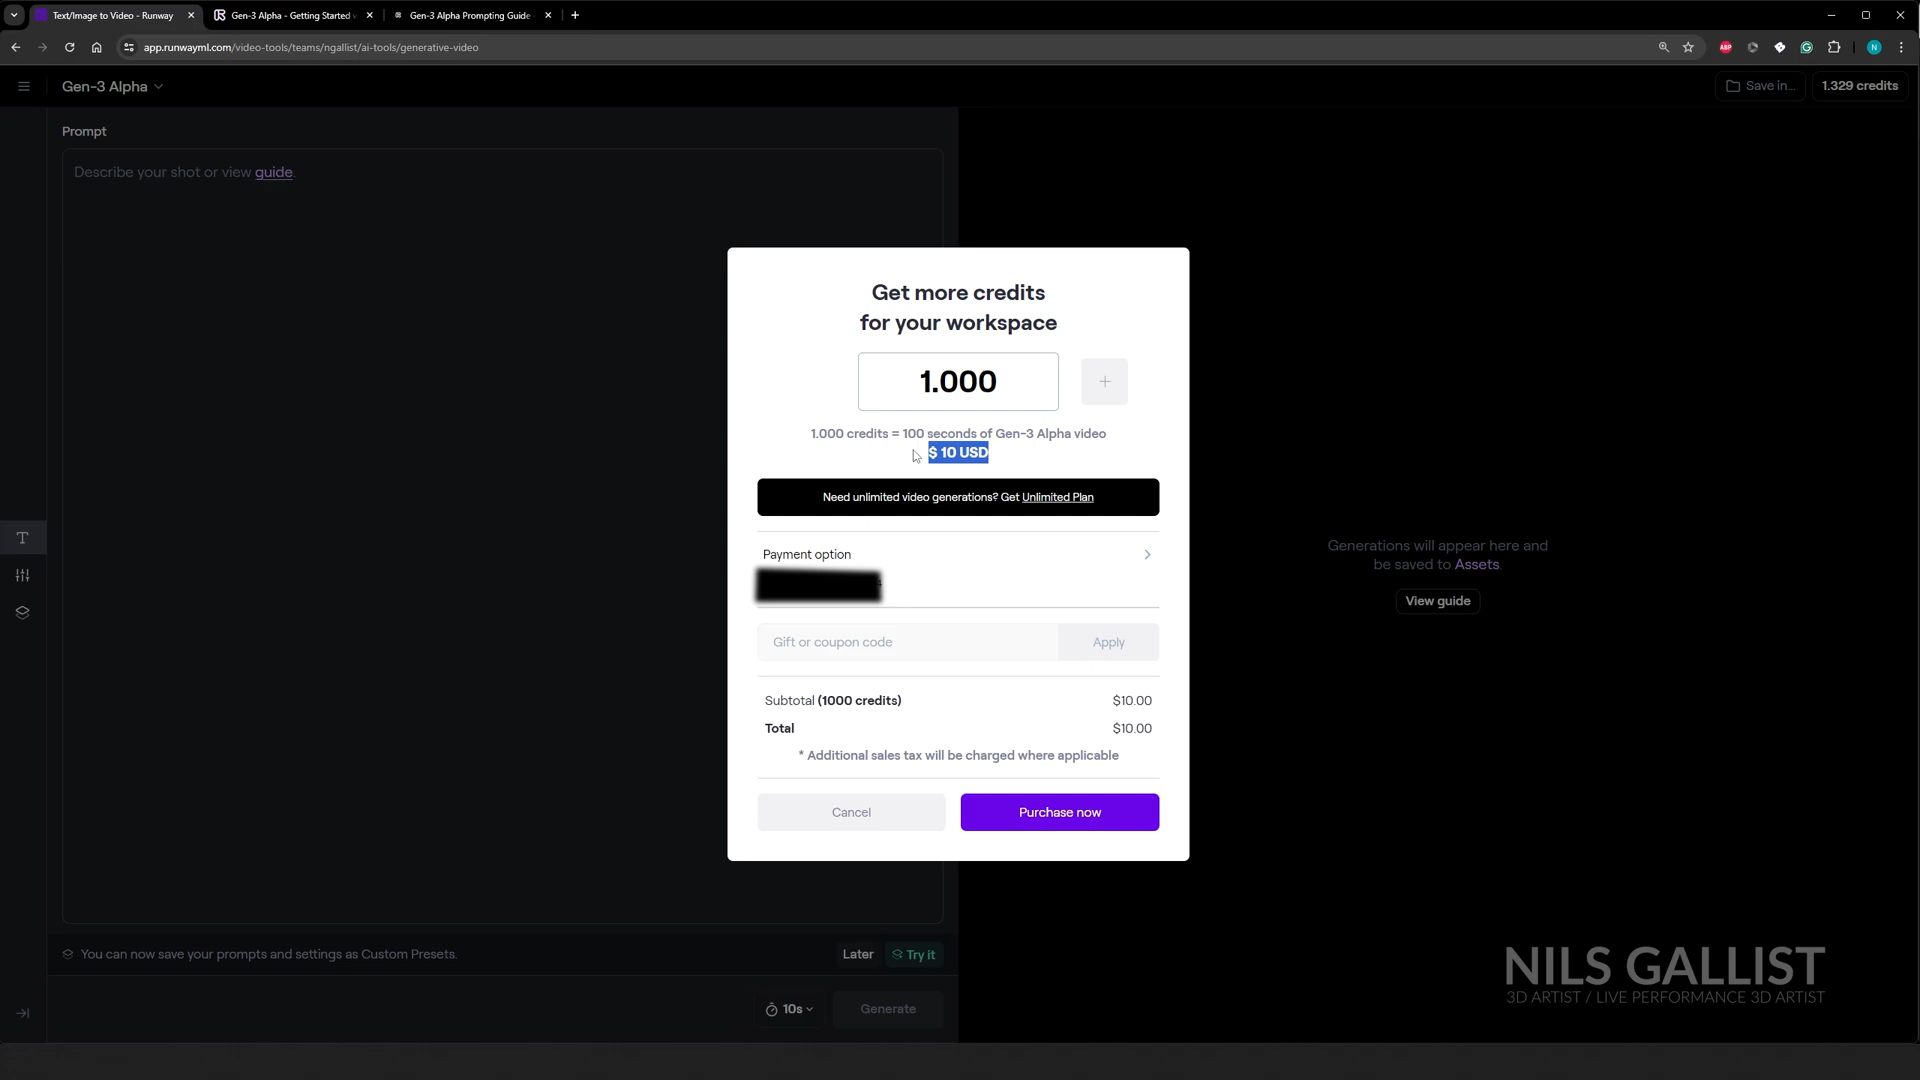 Text/Image to Video - Runway
Gen-3 Alpha - Getting Started
Gen-3 Alpha Prompting Guide
app.runwayml.com/video-tools/teams/ngallist/ai-tools/generative-video
ABP
N
Gen-3 Alpha
Save in...
1.329 credits
Prompt
Describe your shot or view guide.
Get more credits
for your workspace
1.000
1.000 credits = 100 seconds of Gen-3 Alpha video
$ 10 USD
Need unlimited video generations? Get Unlimited Plan
Payment option
Gift or coupon code
Apply
Subtotal (1000 credits)
$10.00
Total
$10.00
* Additional sales tax will be charged where applicable
Cancel
Purchase now
Generations will appear here and
be saved to Assets.
View guide
You can now save your prompts and settings as Custom Presets.
Later
Try it
10s
Generate
NILS GALLIST
3D ARTIST / LIVE PERFORMANCE 3D ARTIST